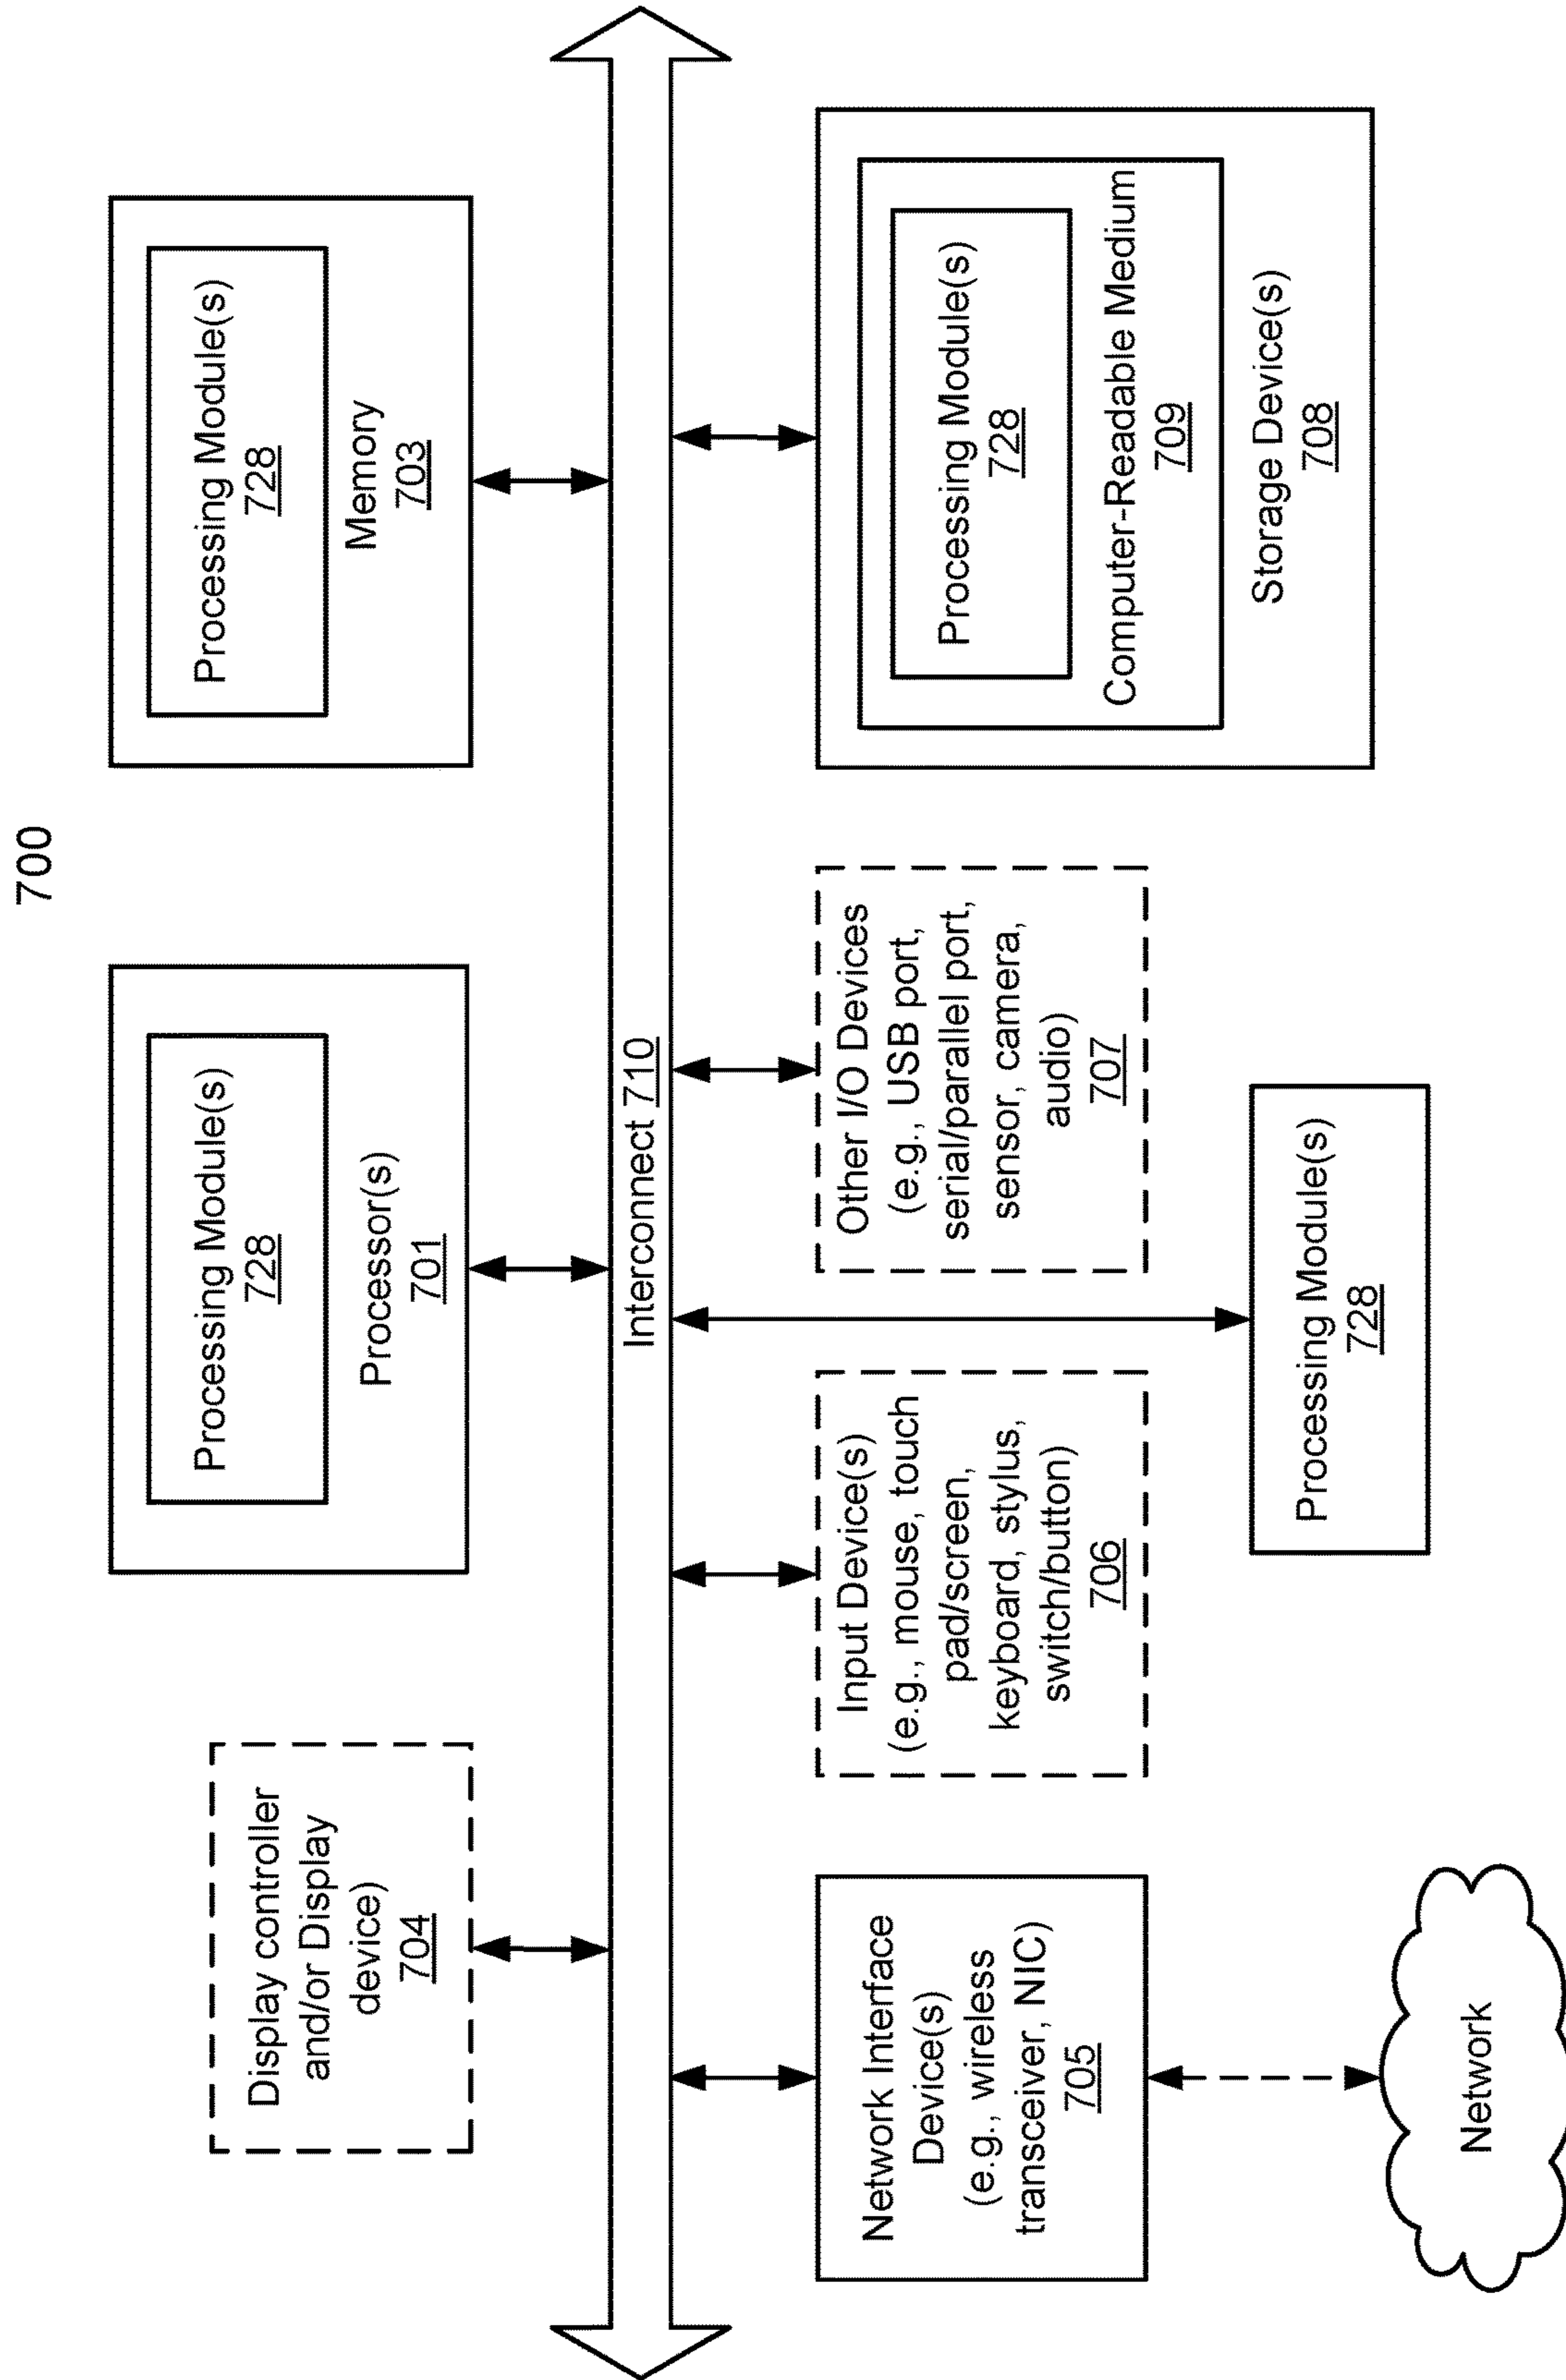 700
Display controller
and/or Display
device)
704
Processing Module(s)
728
Processor(s)
701
Processing Module(s)
728
Memory
703
Interconnect 710
Network Interface
Device(s)
(e.g., wireless
transceiver, NIC)
705
Input Device(s)
(e.g., mouse, touch
pad/screen,
keyboard, stylus,
switch/button)
706
Other I/O Devices
(e.g., USB port,
serial/parallel port,
sensor, camera,
audio)
707
Processing Module(s)
728
Computer-Readable Medium
709
Storage Device(s)
708
Network
Processing Module(s)
728